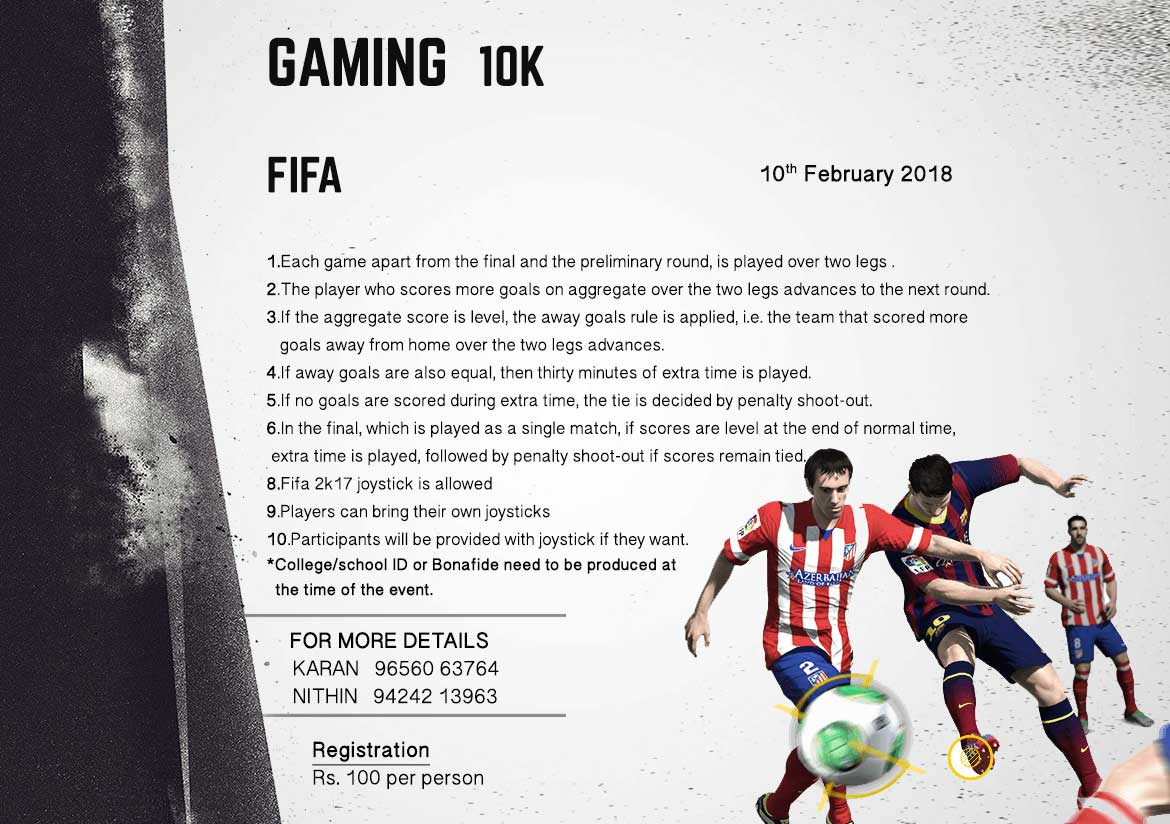 GAMING 10K
FIFA
10th February 2018
1.Each game apart from the final and the preliminary round, is played over two legs .
2.The player who scores more goals on aggregate over the two legs advances to the next round.
3.If the aggregate score is level, the away goals rule is applied, i.e. the team that scored more
goals away from home over the two legs advances.
4.If away goals are also equal, then thirty minutes of extra time is played.
5.If no goals are scored during extra time, the tie is decided by penalty shoot-out.
6.In the final, which is played as a single match, if scores are level at the end of normal time,
extra time is played, followed by penalty shoot-out if scores remain tied.
8.Fifa 2k17 joystick is allowed
9.Players can bring their own joysticks
10.Participants will be provided with joystick if they want.
*College/school ID or Bonafide need to be produced at
the time of the event.
FOR MORE DETAILS
KARAN 96560 63764
NITHIN 94242 13963
Registration
Rs. 100 per person
AZERBAIJAN
LAND OF FIRE
2
10
8